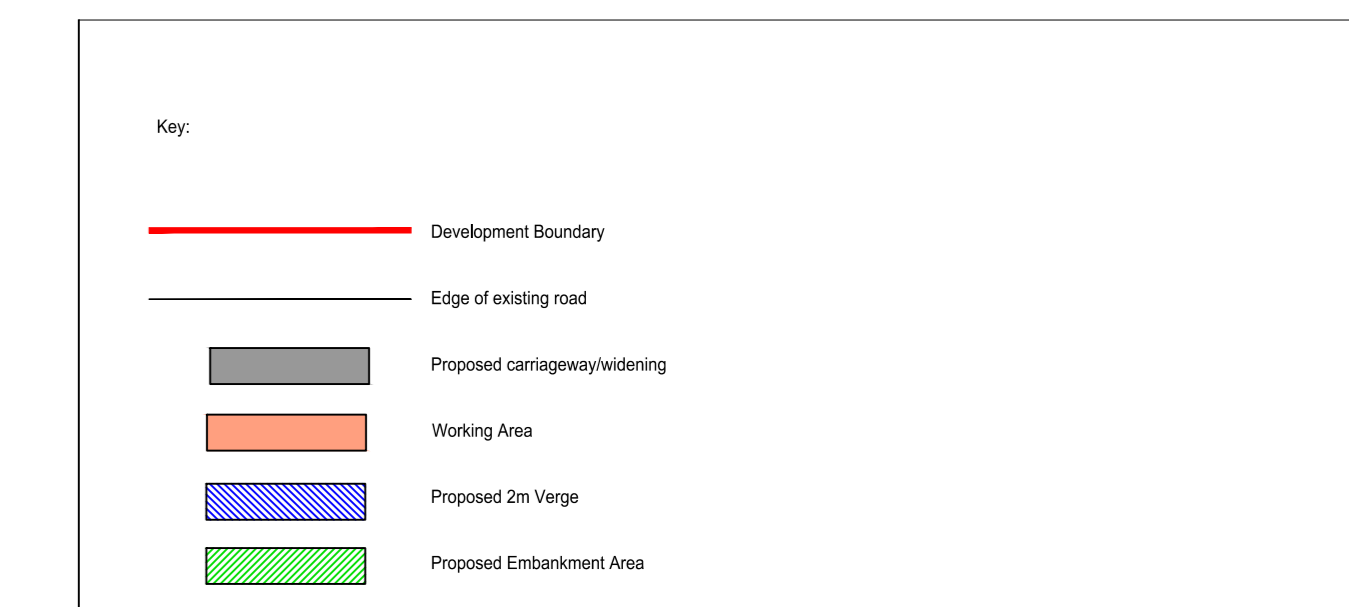 Key:
Development Boundary
Edge of existing road
Proposed carriageway/widening
Working Area
Proposed 2m Verge
Proposed Embankment Area